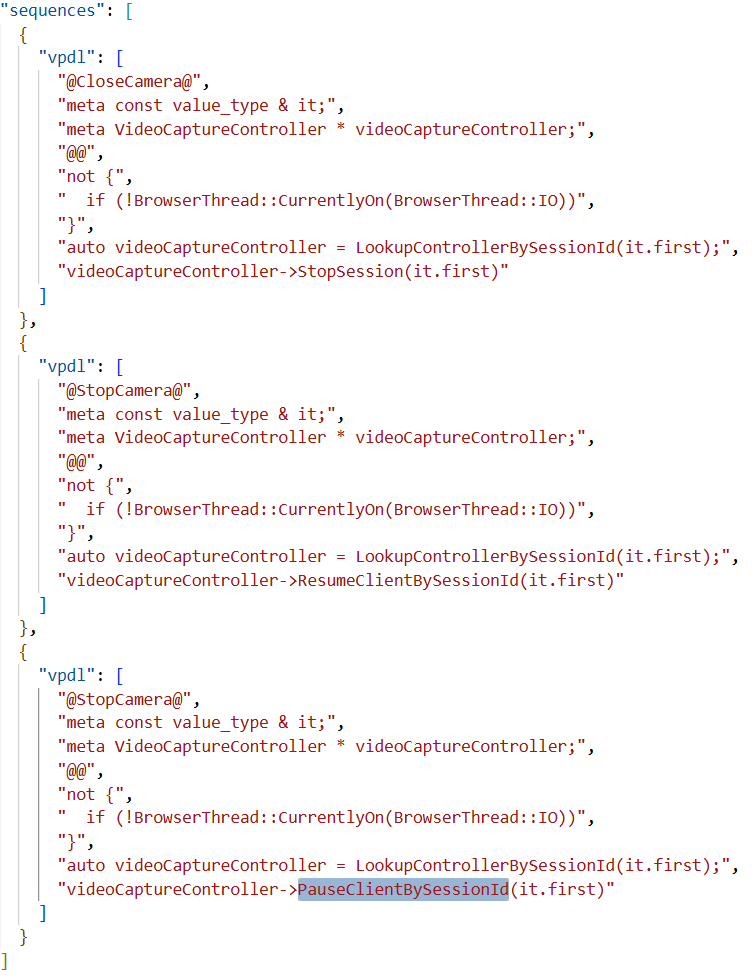 "sequences": [
{
"vpdl": [
"@CloseCamera@",
"meta const value_type & it;",
"meta VideoCaptureController * videoCaptureController;",
"@@",
"not {",
"  if (!BrowserThread::CurrentlyOn(BrowserThread::IO))",
"}",
"auto videoCaptureController = LookupControllerBySessionId(it.first);",
"videoCaptureController->StopSession(it.first)"
]
},
{
"vpdl": [
"@StopCamera@",
"meta const value_type & it;",
"meta VideoCaptureController * videoCaptureController;",
"@@",
"not {",
"  if (!BrowserThread::CurrentlyOn(BrowserThread::IO))",
"}",
"auto videoCaptureController = LookupControllerBySessionId(it.first);",
"videoCaptureController->ResumeClientBySessionId(it.first)"
]
},
{
"vpdl": [
"@StopCamera@",
"meta const value_type & it;",
"meta VideoCaptureController * videoCaptureController;",
"@@",
"not {",
"  if (!BrowserThread::CurrentlyOn(BrowserThread::IO))",
"}",
"auto videoCaptureController = LookupControllerBySessionId(it.first);",
"videoCaptureController->PauseClientBySessionId(it.first)"
]
}
]